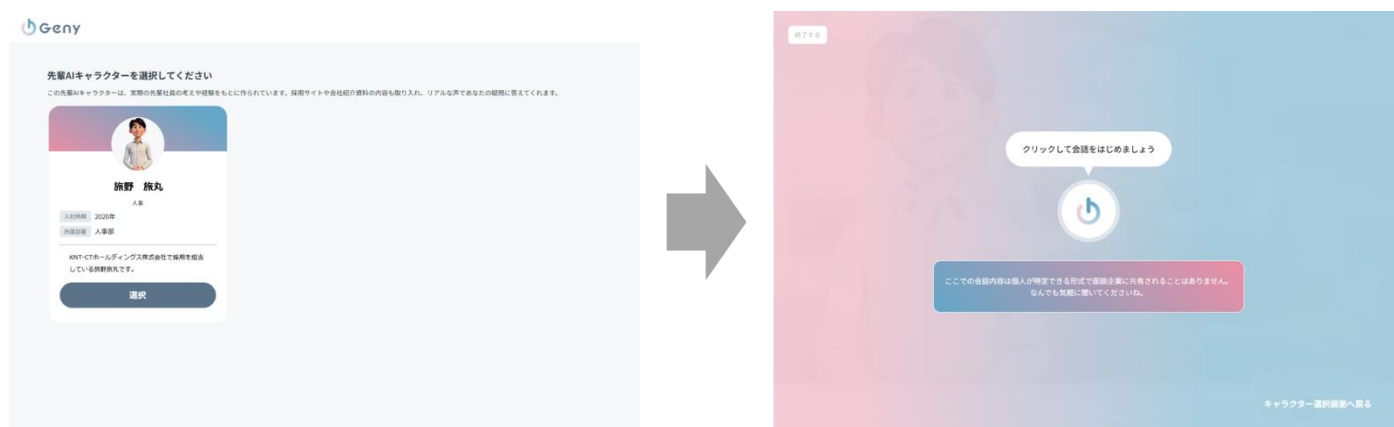 Geny
先輩AIキャラクターを選択してください
この先輩AIキャラクターは、実際の先輩社員の考えや経験をもとに作られています。採用サイトや会社紹介資料の内容も取り入れ、リアルな声であなたの疑問に答えてくれます。
旅野 旅丸
人事
入社時期 2020年
所属部署 人事部
KNT-CTホールディングス株式会社で採用を担当
している旅野旅丸です。
選択
終了する
クリックして会話をはじめましょう
ここでの会話内容は個人が特定できる形式で面談企業に共有されることはありません。
なんでも気軽に聞いてくださいね。
キャラクター選択画面へ戻る